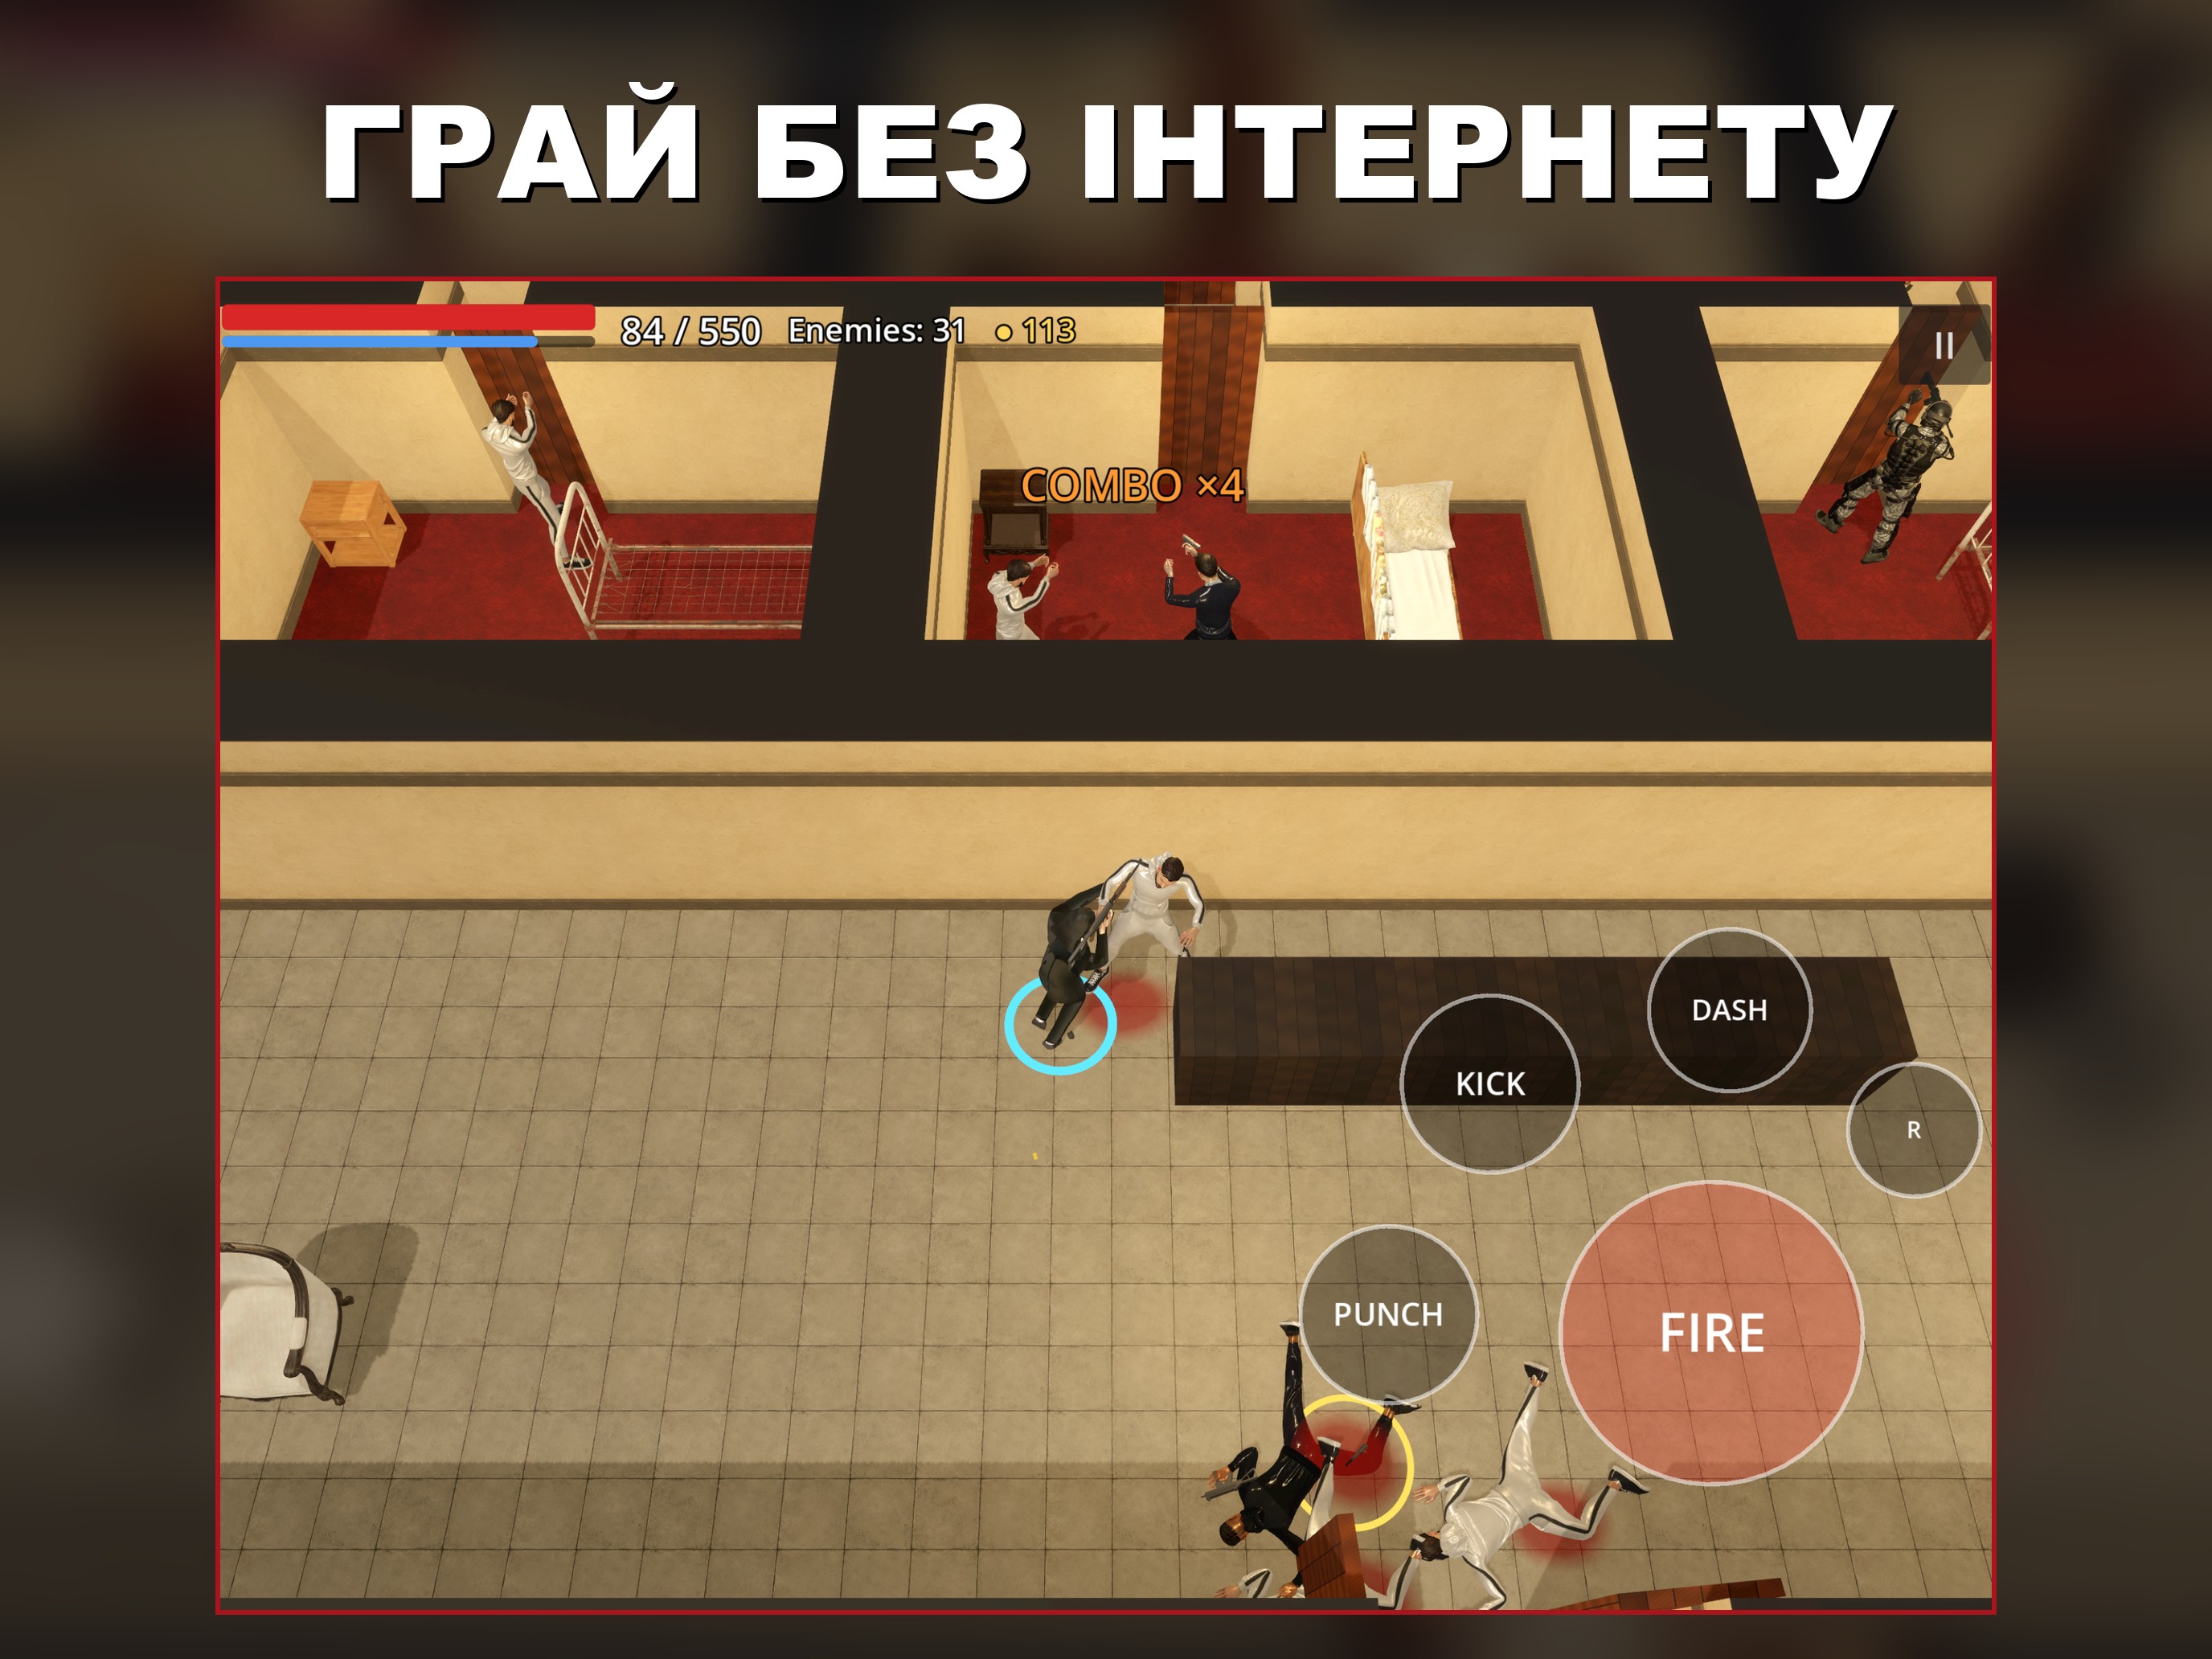 ГРАЙ БЕЗ ІНТЕРНЕТУ
84 / 550 Enemies: 31 113
COMBO ×4
DASH
KICK
R
PUNCH
FIRE